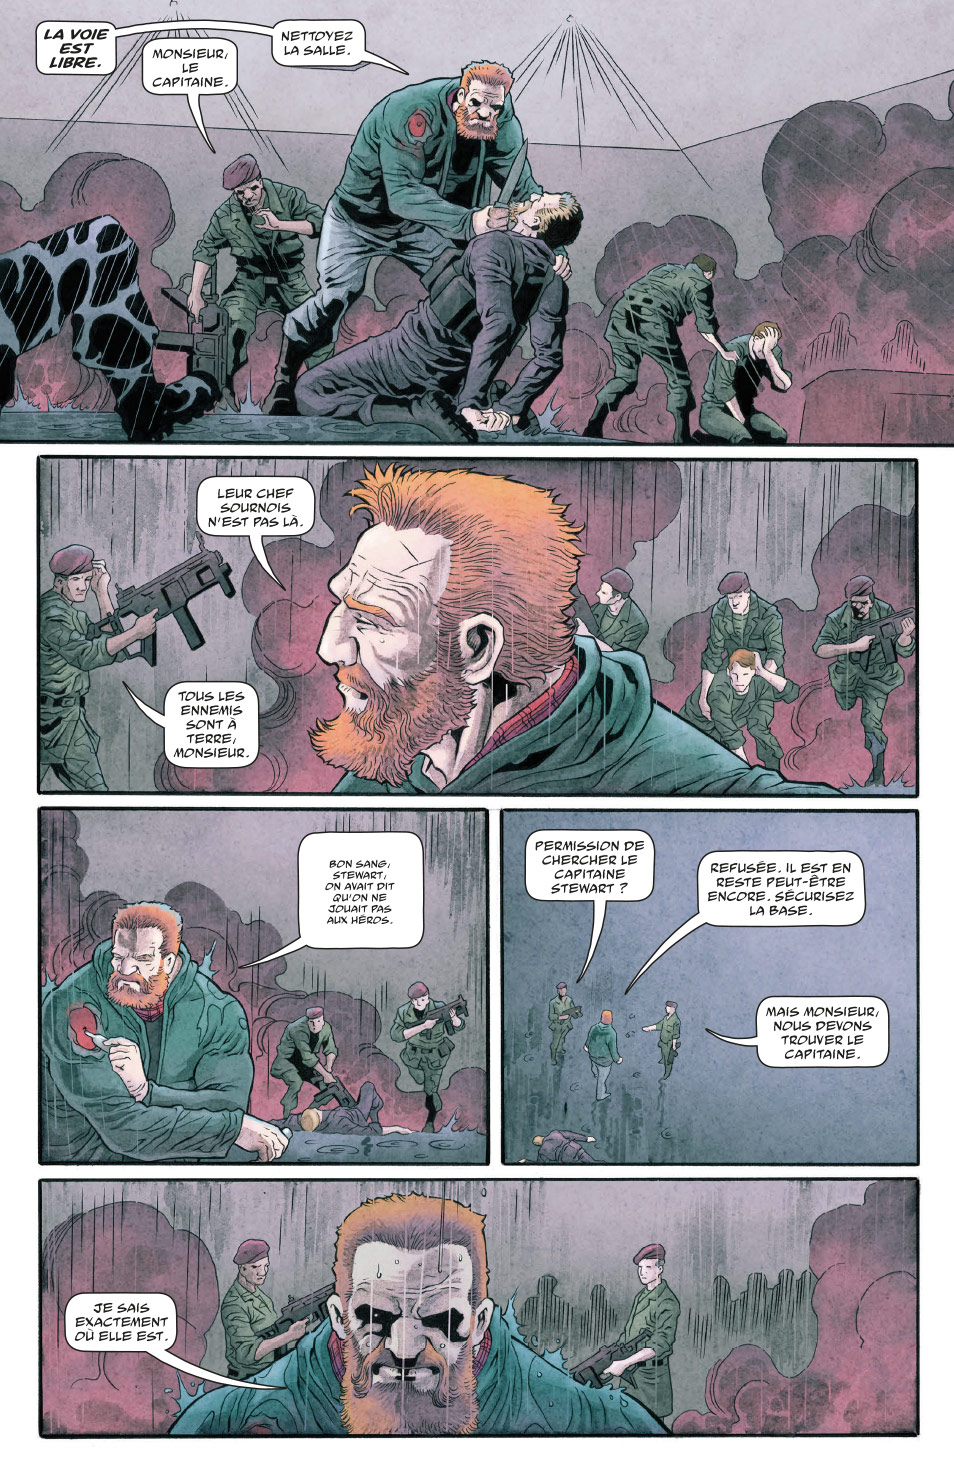 LA VOIE
EST
LIBRE.
NETTOYEZ
LA SALLE.
MONSIEUR,
LE
CAPITAINE.
LEUR CHEF
SOURNOIS
N'EST PAS LÀ.
TOUS LES
ENNEMIS
SONT À
TERRE,
MONSIEUR.
BON SANG,
STEWART,
ON AVAIT DIT
QU'ON NE
JOUAIT PAS
AUX HÉROS.
PERMISSION DE
CHERCHER LE
CAPITAINE
STEWART ?
REFUSÉE. IL EST EN
RESTE PEUT-ÊTRE
ENCORE. SÉCURISEZ
LA BASE.
MAIS MONSIEUR,
NOUS DEVONS
TROUVER LE
CAPITAINE.
JE SAIS
EXACTEMENT
OÙ ELLE EST.